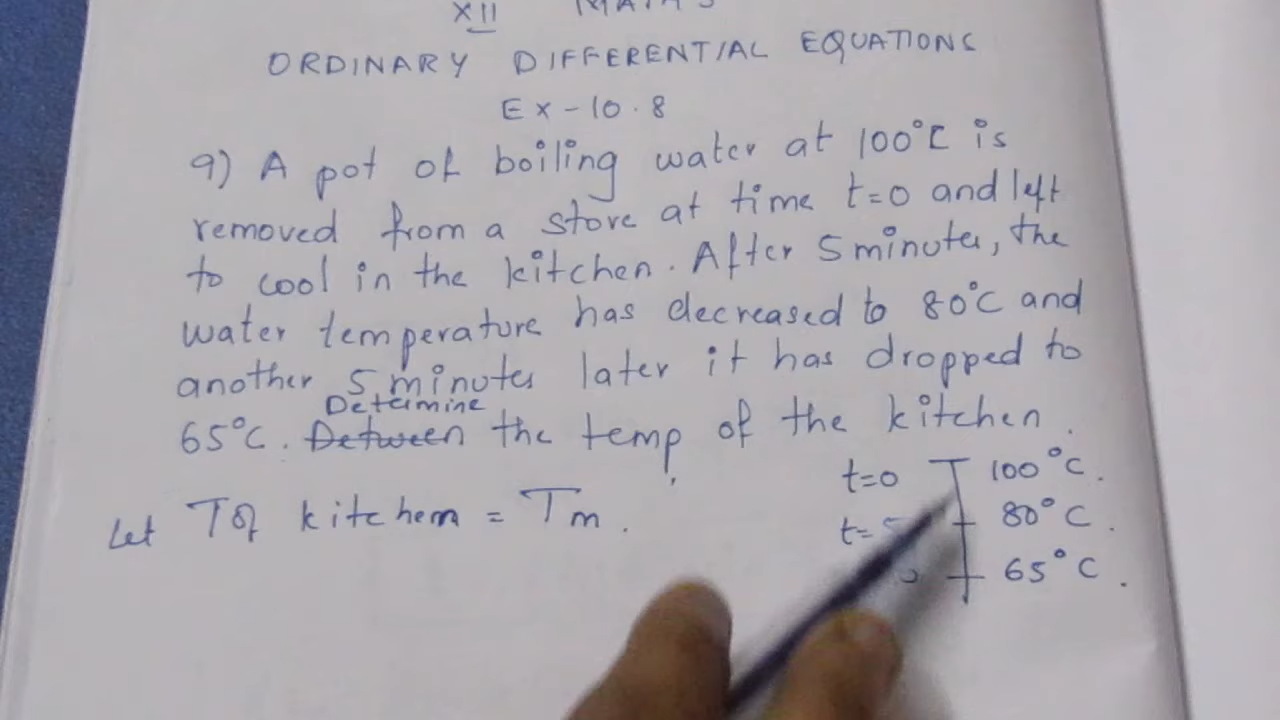 XII MATHS
ORDINARY DIFFERENTIAL EQUATIONS
Ex-10.8
9) A pot of boiling water at 100°C is
removed from a stove at time t=0 and left
to cool in the kitchen. After 5 minutes, the
water temperature has decreased to 80°C and
another 5 minutes later it has dropped to
Determine
65°C. Between the temp of the kitchen.
t=0 100°C.
Let T of kitchen = Tm.
t=5 80°C.
65°C.